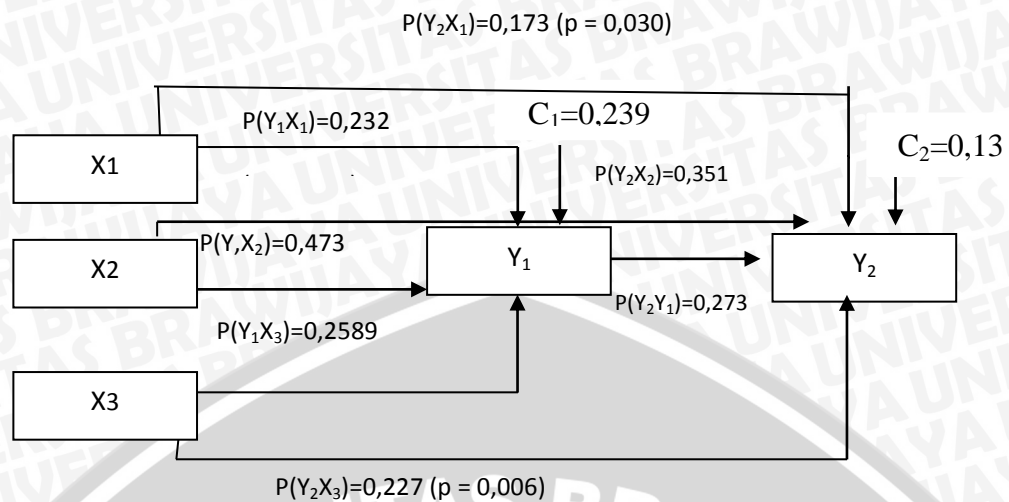 P(Y₂X₁)=0,173 (p = 0,030)
C₁=0,239
P(Y₁X₁)=0,232
C₂=0,13
X1
P(Y₂X₂)=0,351
P(Y,X₂)=0,473
Y₁
Y₂
X2
P(Y₂Y₁)=0,273
P(Y₁X₃)=0,2589
X3
P(Y₂X₃)=0,227 (p = 0,006)